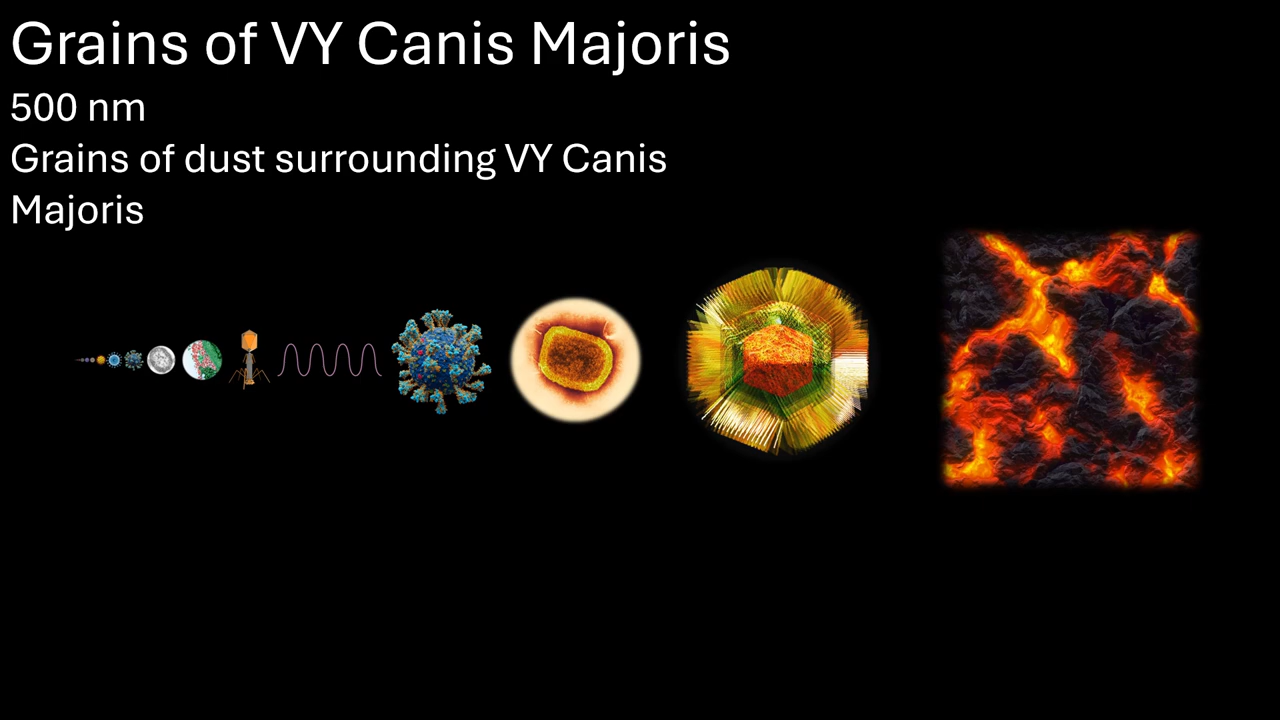 Grains of VY Canis Majoris
500 nm
Grains of dust surrounding VY Canis
Majoris